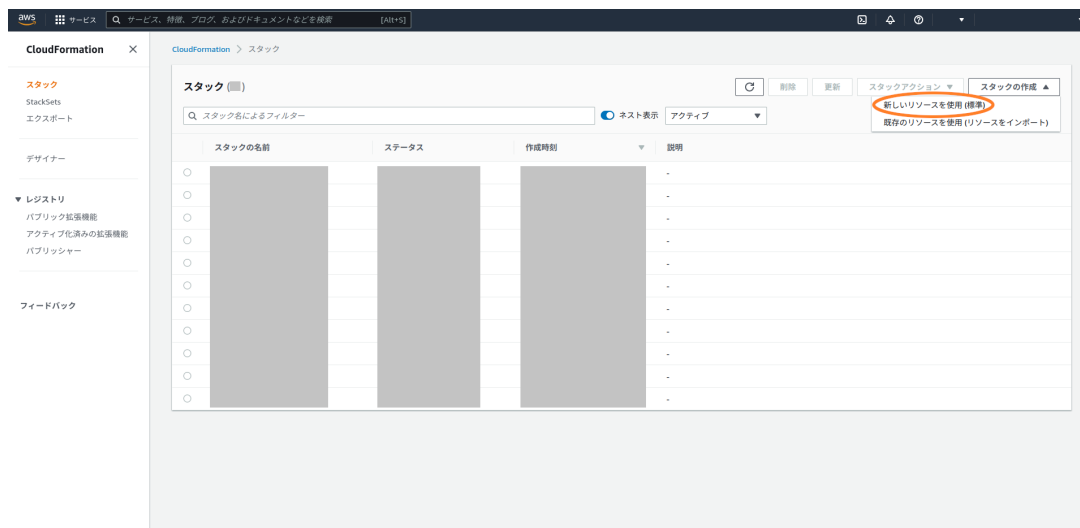 aws サービス サービス、特徴、ブログ、およびドキュメントなどを検索 [Alt+S]
CloudFormation
スタック
StackSets
エクスポート
デザイナー
レジストリ
パブリック拡張機能
アクティブ化済みの拡張機能
パブリッシャー
フィードバック
CloudFormation > スタック
スタック ( )
削除 更新 スタックアクション スタックの作成
新しいリソースを使用 (標準)
既存のリソースを使用 (リソースをインポート)
スタック名によるフィルター ネスト表示 アクティブ
スタックの名前 ステータス 作成時刻 説明
-
-
-
-
-
-
-
-
-
-
-